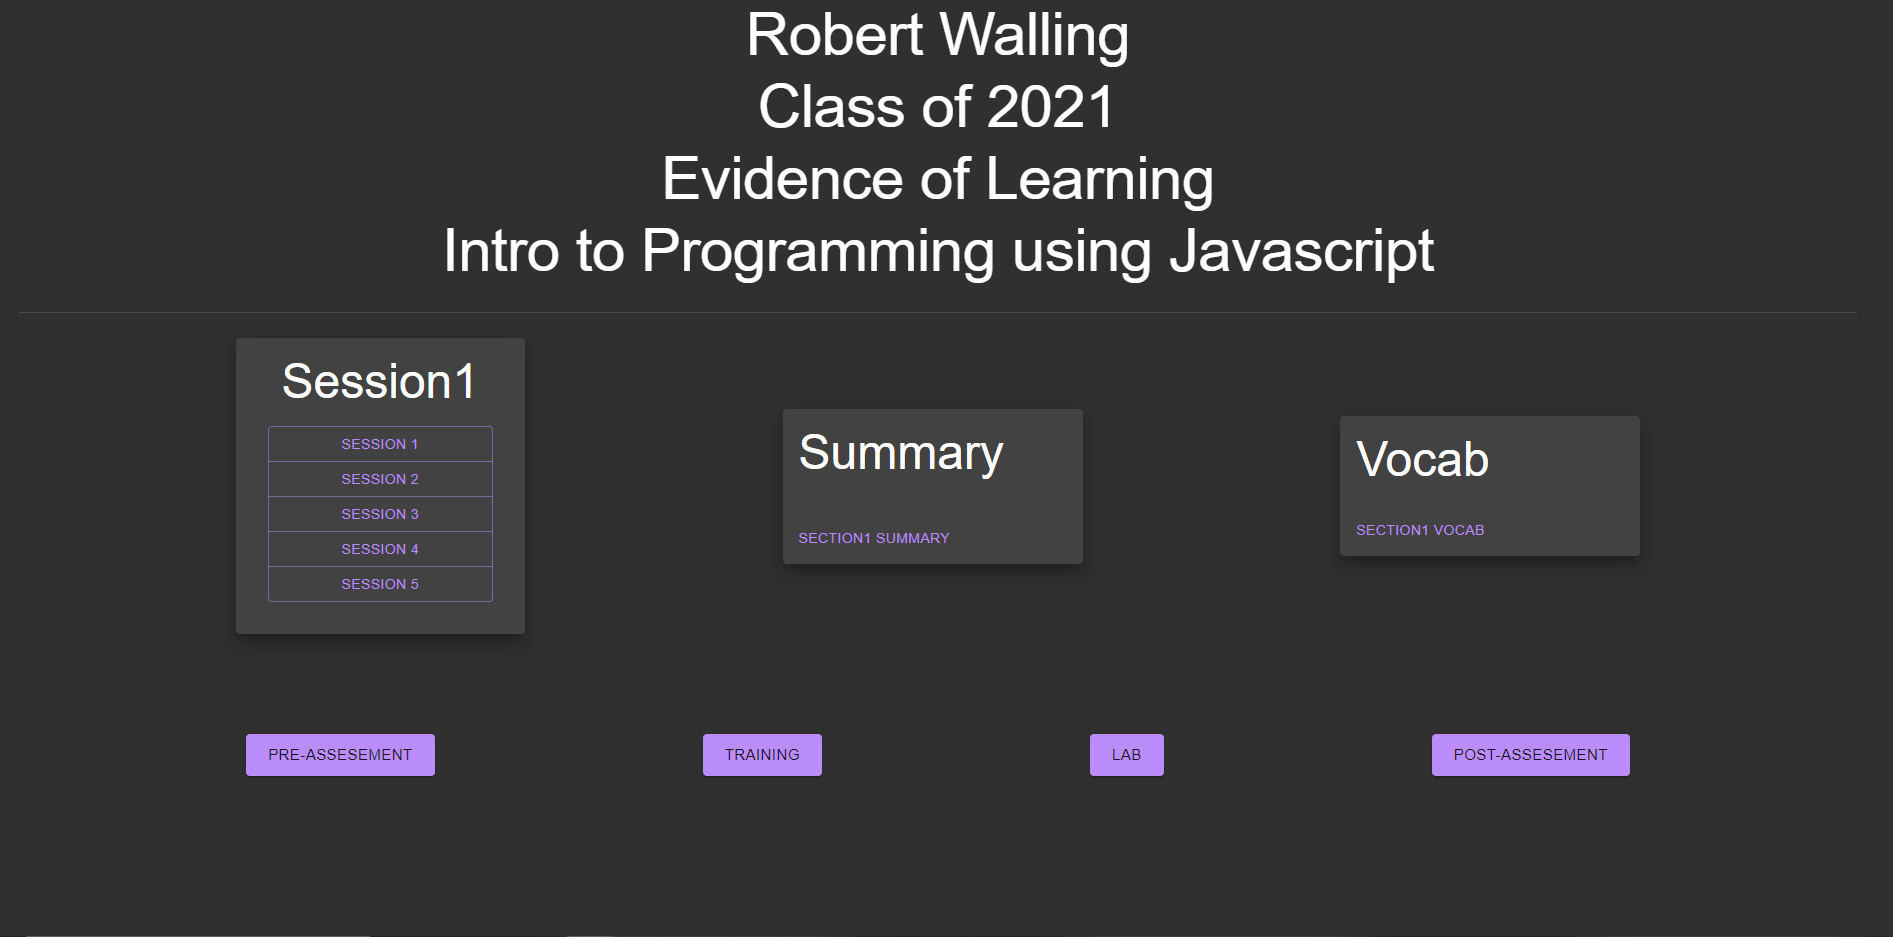 Robert Walling
Class of 2021
Evidence of Learning
Intro to Programming using Javascript
Session1
SESSION 1
SESSION 2
SESSION 3
SESSION 4
SESSION 5
Summary
SECTION1 SUMMARY
Vocab
SECTION1 VOCAB
PRE-ASSESEMENT
TRAINING
LAB
POST-ASSESEMENT